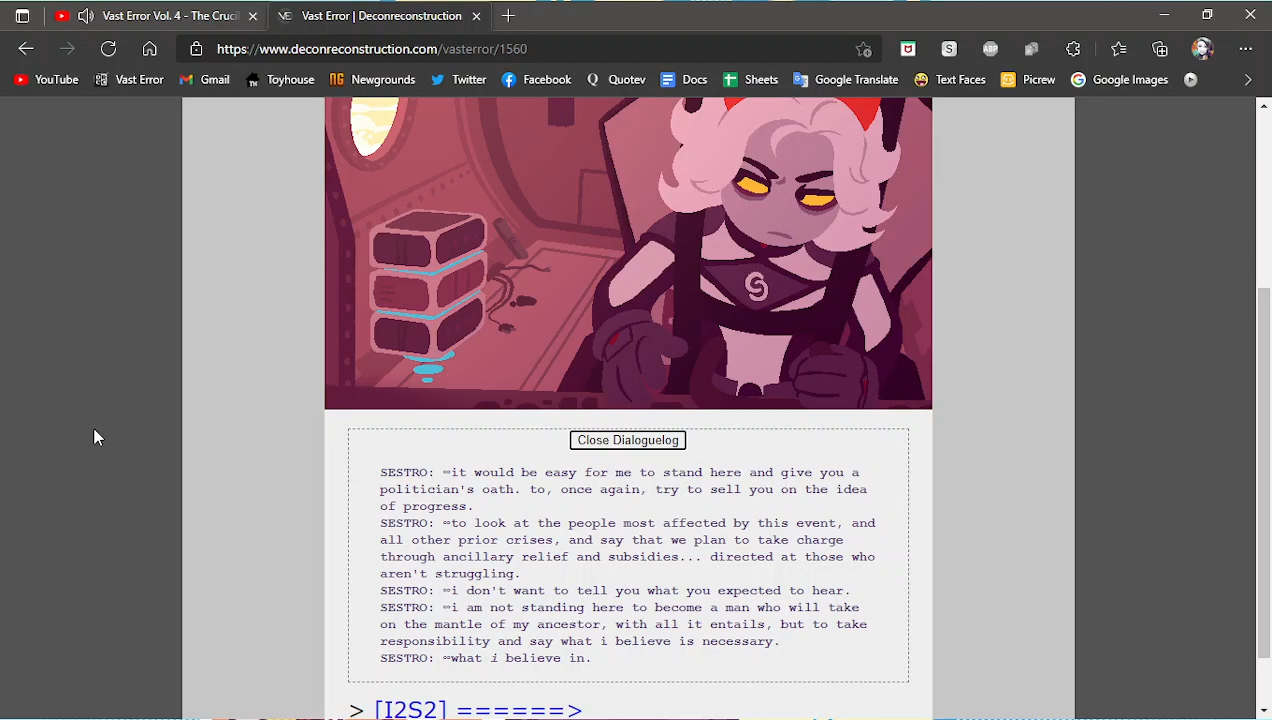 Vast Error Vol. 4 - The Cruci
Vast Error | Deconreconstruction
https://www.deconreconstruction.com/vasterror/1560
YouTube Vast Error Gmail Toyhouse Newgrounds Twitter Facebook Quotev Docs Sheets Google Translate Text Faces Picrew Google Images
Close Dialoguelog
SESTRO: ∞it would be easy for me to stand here and give you a
politician's oath. to, once again, try to sell you on the idea
of progress.
SESTRO: ∞to look at the people most affected by this event, and
all other prior crises, and say that we plan to take charge
through ancillary relief and subsidies... directed at those who
aren't struggling.
SESTRO: ∞i don't want to tell you what you expected to hear.
SESTRO: ∞i am not standing here to become a man who will take
on the mantle of my ancestor, with all it entails, but to take
responsibility and say what i believe is necessary.
SESTRO: ∞what i believe in.
> [I2S2] ======>